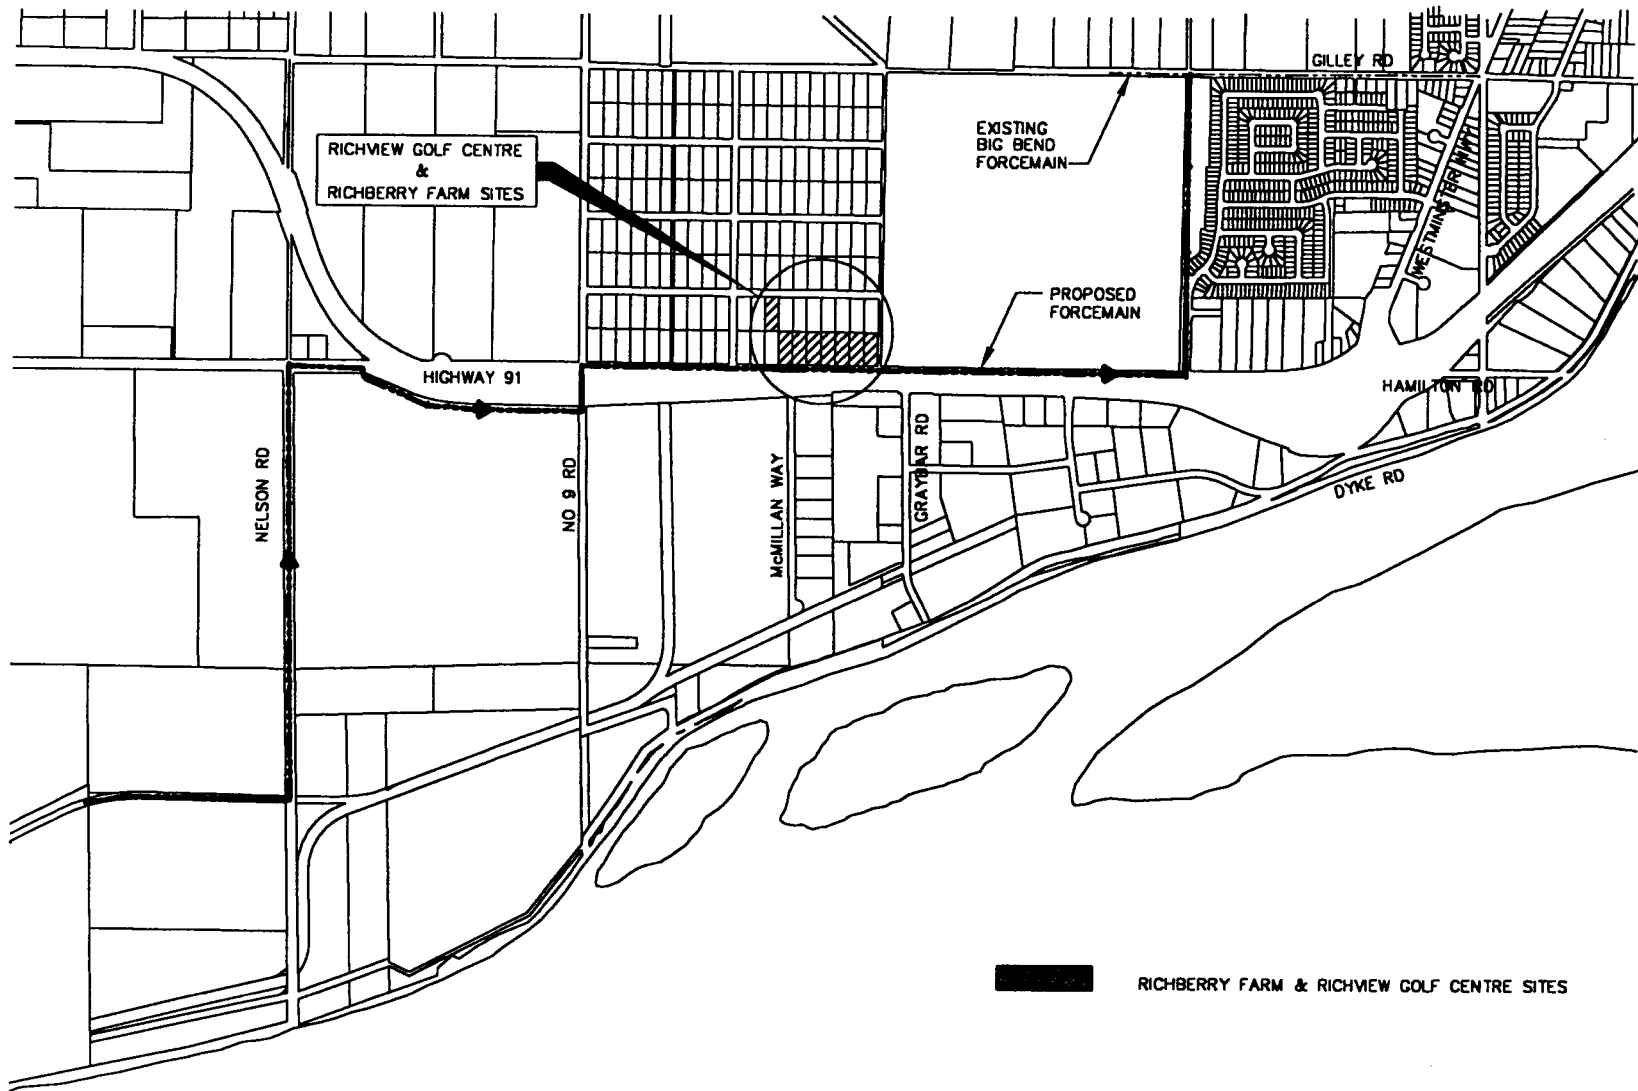 GILLEY RD
EXISTING
BIG BEND
FORCEMAIN
RICHVIEW GOLF CENTRE
&
RICHBERRY FARM SITES
WESTMINSTER HWY
PROPOSED
FORCEMAIN
HIGHWAY 91
HAMILTON RD
NELSON RD
NO 9 RD
McMILLAN WAY
GRAYBAR RD
DYKE RD
RICHBERRY FARM & RICHVIEW GOLF CENTRE SITES